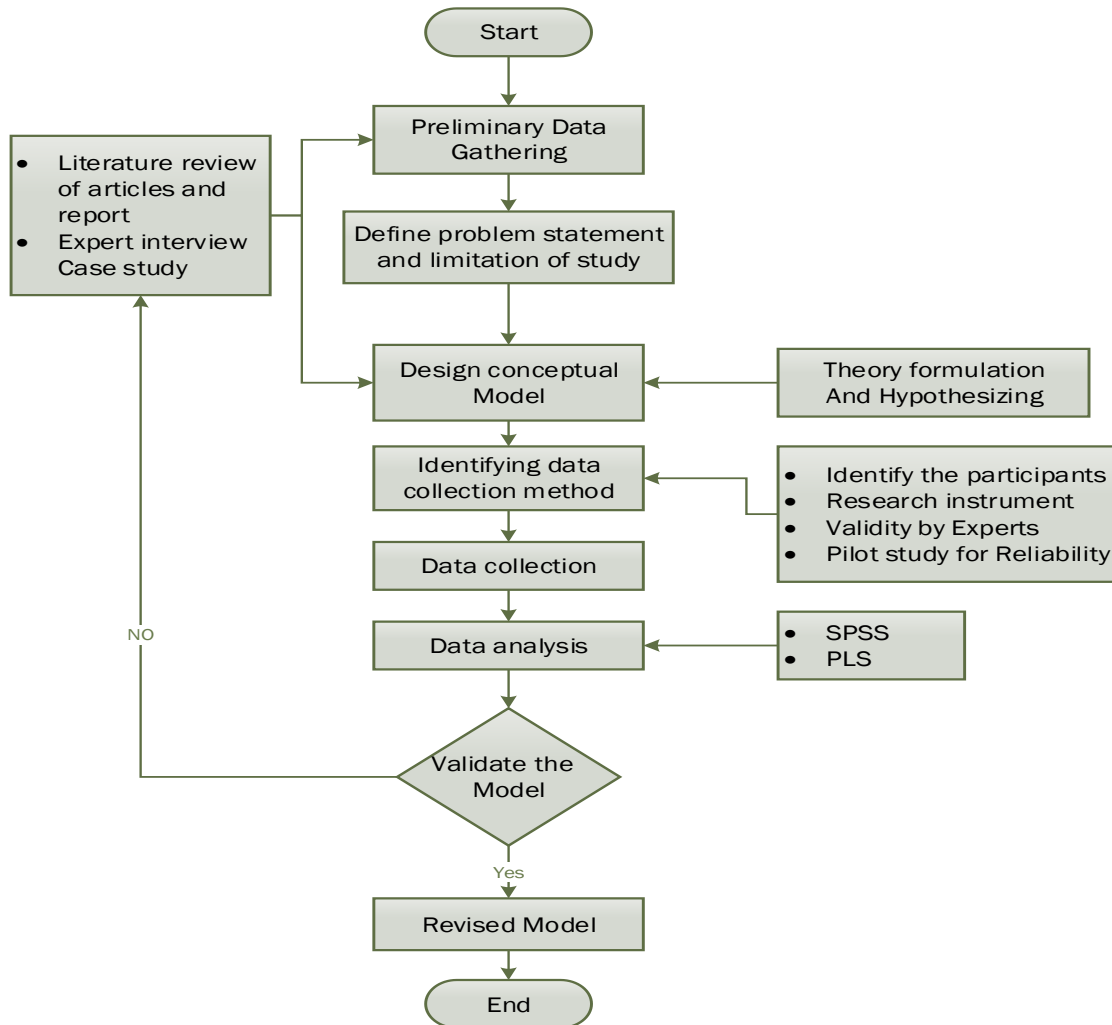 Start
Preliminary Data
Gathering
• Literature review
of articles and
report
• Expert interview
Case study
Define problem statement
and limitation of study
Design conceptual
Model
Theory formulation
And Hypothesizing
Identifying data
collection method
• Identify the participants
• Research instrument
• Validity by Experts
• Pilot study for Reliability
Data collection
Data analysis
• SPSS
• PLS
NO
Validate the
Model
Yes
Revised Model
End